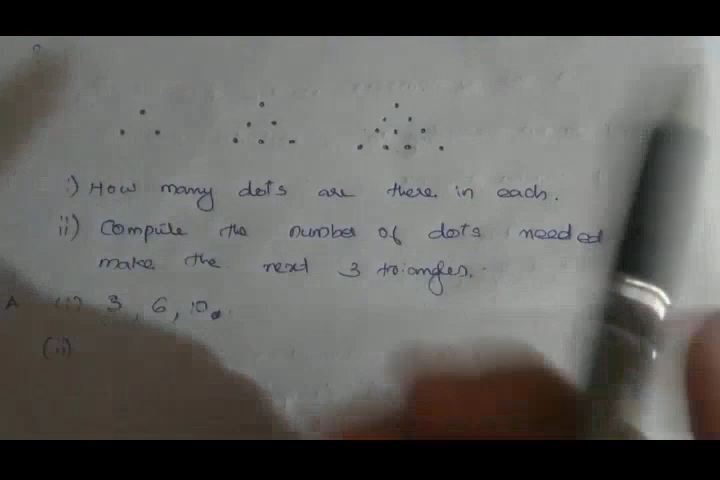 i) How many dots are there in each.
ii) Compute the number of dots needed
make the next 3 triangles.
A (i) 3, 6, 10.
(ii)